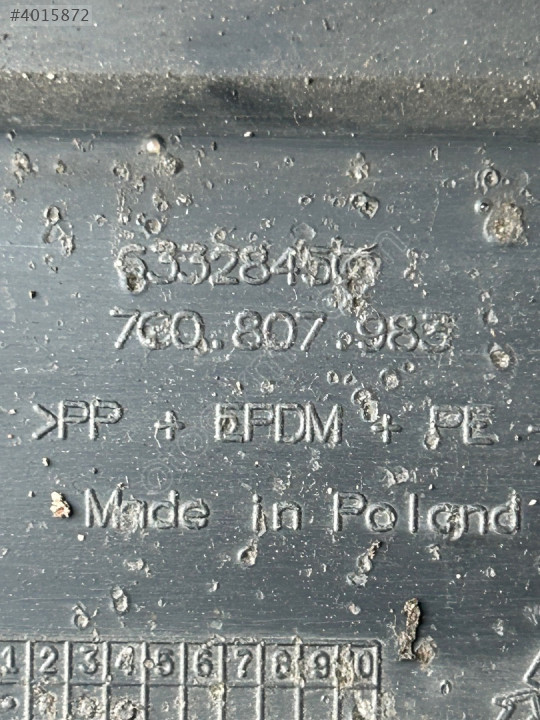 #4015872
7C0.807.983
>PP + EPDM + PE
Made in Poland
1 2 3 4 5 6 7 8 9 0